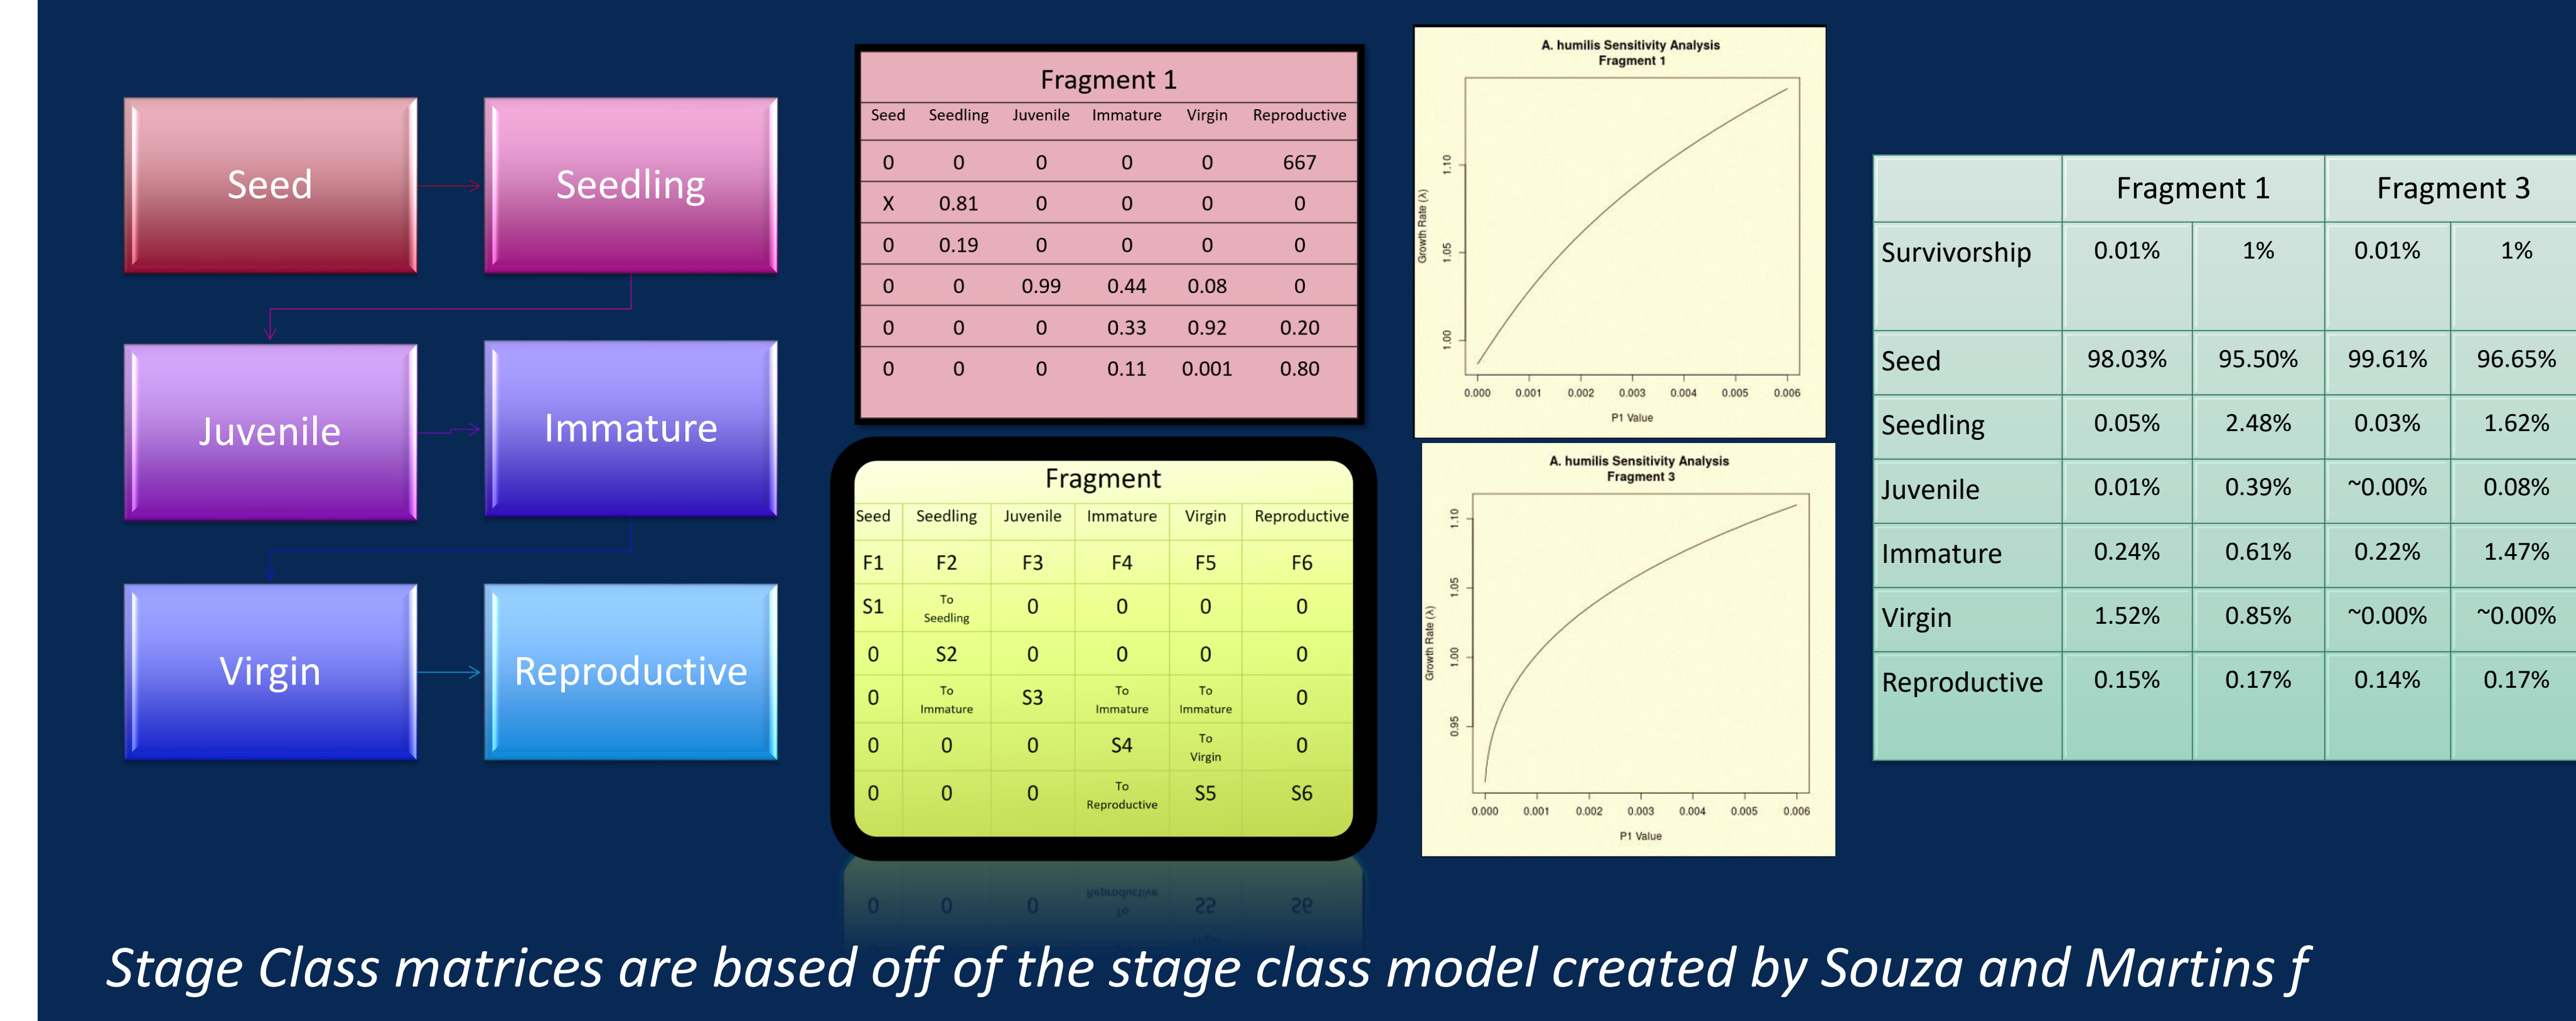 Seed
Seedling
Juvenile
Immature
Virgin
Reproductive
Fragment 1
Seed Seedling Juvenile Immature Virgin Reproductive
0 0 0 0 0 667
X 0.81 0 0 0 0
0 0.19 0 0 0 0
0 0 0.99 0.44 0.08 0
0 0 0 0.33 0.92 0.20
0 0 0 0.11 0.001 0.80
Fragment
Seed Seedling Juvenile Immature Virgin Reproductive
F1 F2 F3 F4 F5 F6
S1 To Seedling 0 0 0 0
0 S2 0 0 0 0
0 To Immature S3 To Immature To Immature 0
0 0 0 S4 To Virgin 0
0 0 0 To Reproductive S5 S6
A. humilis Sensitivity Analysis
Fragment 1
Growth Rate (λ)
1.10
1.05
1.00
0.000 0.001 0.002 0.003 0.004 0.005 0.006
P1 Value
A. humilis Sensitivity Analysis
Fragment 3
Growth Rate (λ)
1.10
1.05
1.00
0.95
0.000 0.001 0.002 0.003 0.004 0.005 0.006
P1 Value
Fragment 1 Fragment 3
Survivorship 0.01% 1% 0.01% 1%
Seed 98.03% 95.50% 99.61% 96.65%
Seedling 0.05% 2.48% 0.03% 1.62%
Juvenile 0.01% 0.39% ~0.00% 0.08%
Immature 0.24% 0.61% 0.22% 1.47%
Virgin 1.52% 0.85% ~0.00% ~0.00%
Reproductive 0.15% 0.17% 0.14% 0.17%
Stage Class matrices are based off of the stage class model created by Souza and Martins f